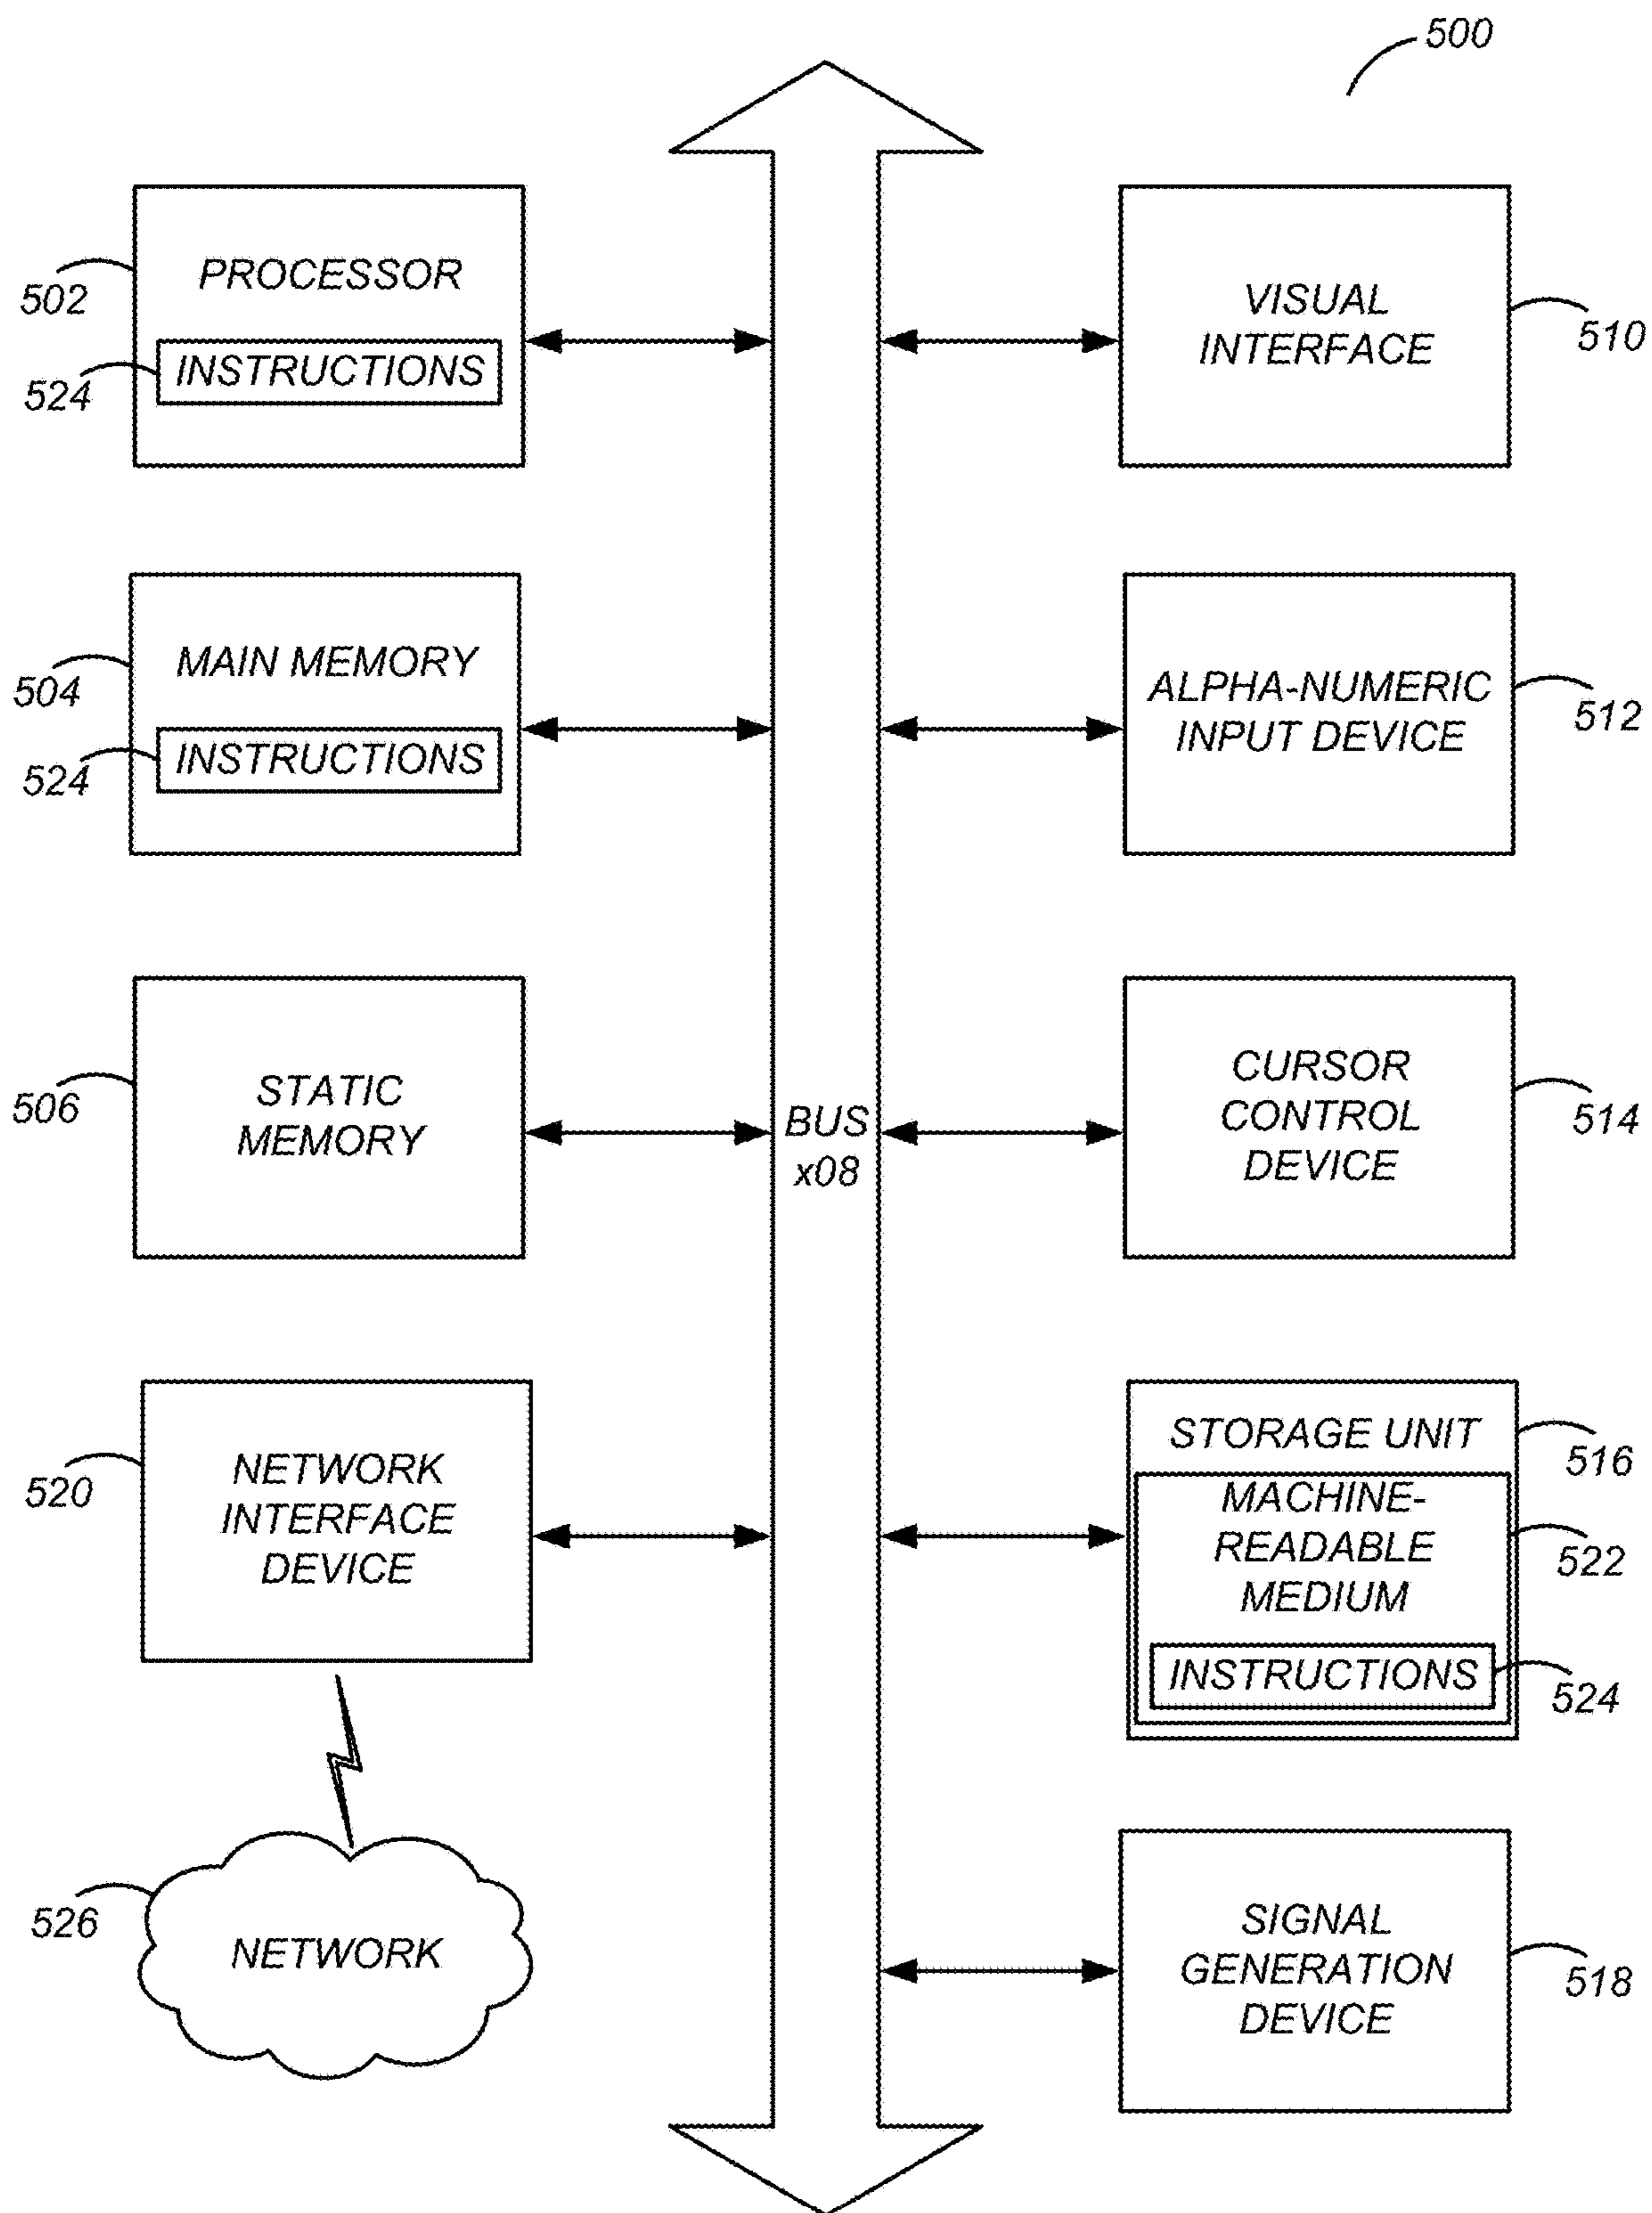 500
PROCESSOR
502
INSTRUCTIONS
524
VISUAL
INTERFACE
510
MAIN MEMORY
504
INSTRUCTIONS
524
ALPHA-NUMERIC
INPUT DEVICE
512
STATIC
MEMORY
506
BUS
x08
CURSOR
CONTROL
DEVICE
514
NETWORK
INTERFACE
DEVICE
520
STORAGE UNIT
516
MACHINE-
READABLE
MEDIUM
522
INSTRUCTIONS
524
NETWORK
526
SIGNAL
GENERATION
DEVICE
518